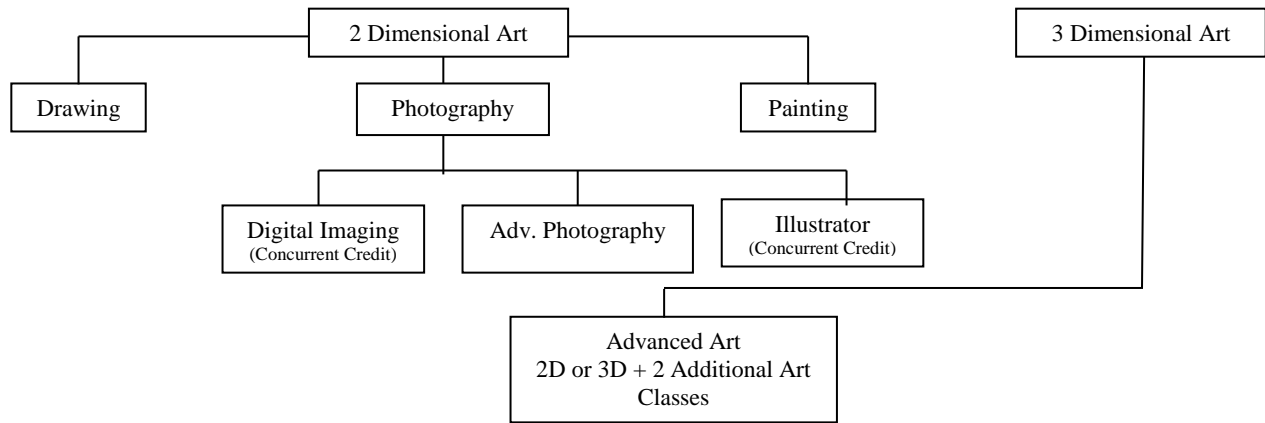 2 Dimensional Art
3 Dimensional Art
Drawing
Photography
Painting
Digital Imaging
(Concurrent Credit)
Adv. Photography
Illustrator
(Concurrent Credit)
Advanced Art
2D or 3D + 2 Additional Art
Classes